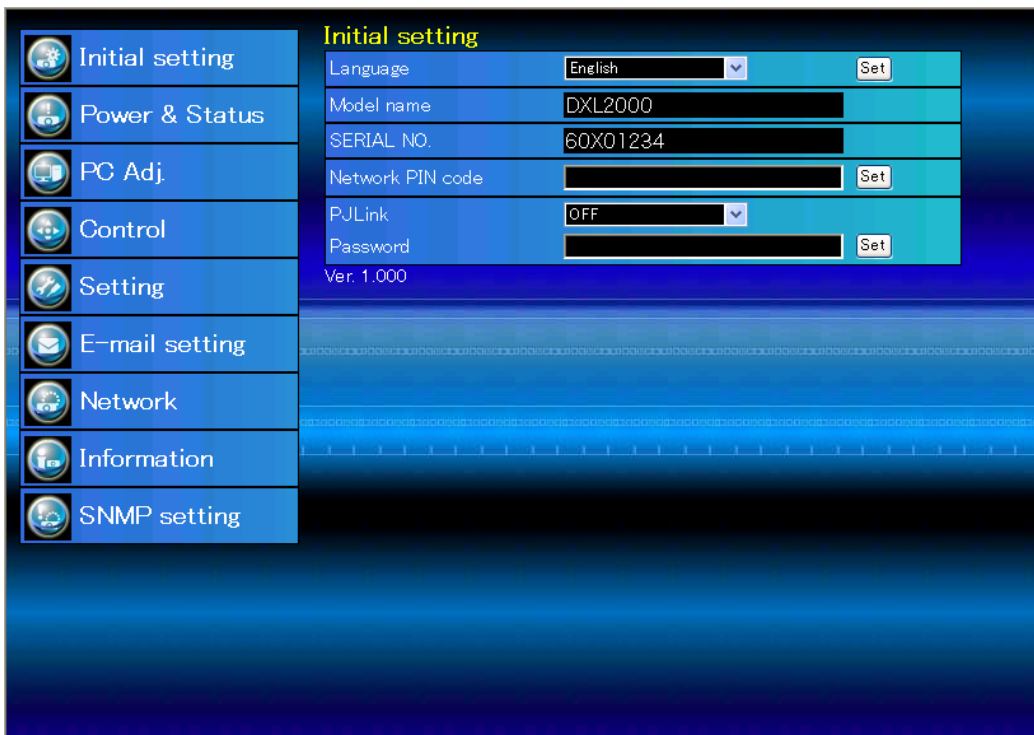 Initial setting
Power & Status
PC Adj.
Control
Setting
E-mail setting
Network
Information
SNMP setting
Initial setting
Language English Set
Model name DXL2000
SERIAL NO. 60X01234
Network PIN code Set
PJLink OFF
Password Set
Ver. 1.000